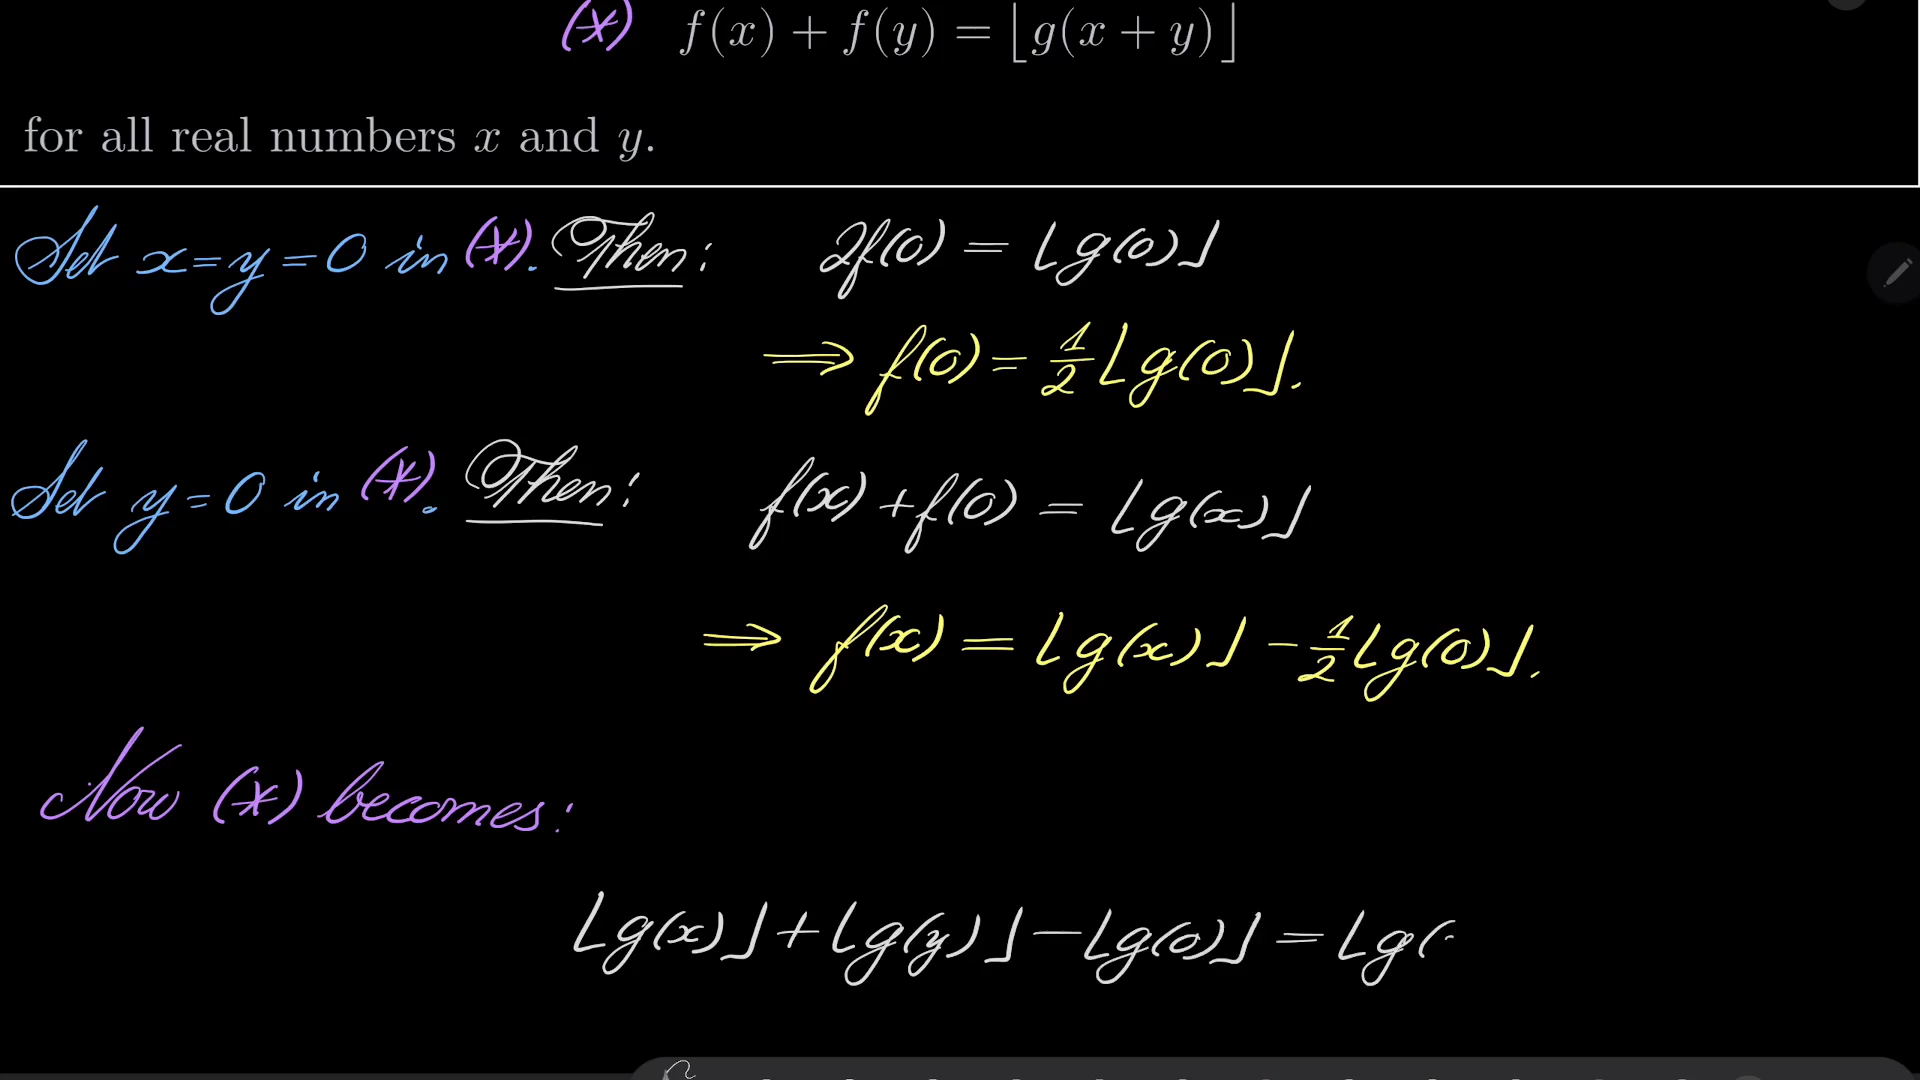 (*) f(x) + f(y) = ⌊g(x + y)⌋
for all real numbers x and y.
Set x=y=0 in (*). Then: 2f(0) = ⌊g(0)⌋
⟹ f(0) = 1/2 ⌊g(0)⌋.
Set y=0 in (*). Then: f(x) + f(0) = ⌊g(x)⌋
⟹ f(x) = ⌊g(x)⌋ - 1/2 ⌊g(0)⌋.
Now (*) becomes:
⌊g(x)⌋ + ⌊g(y)⌋ - ⌊g(0)⌋ = ⌊g(